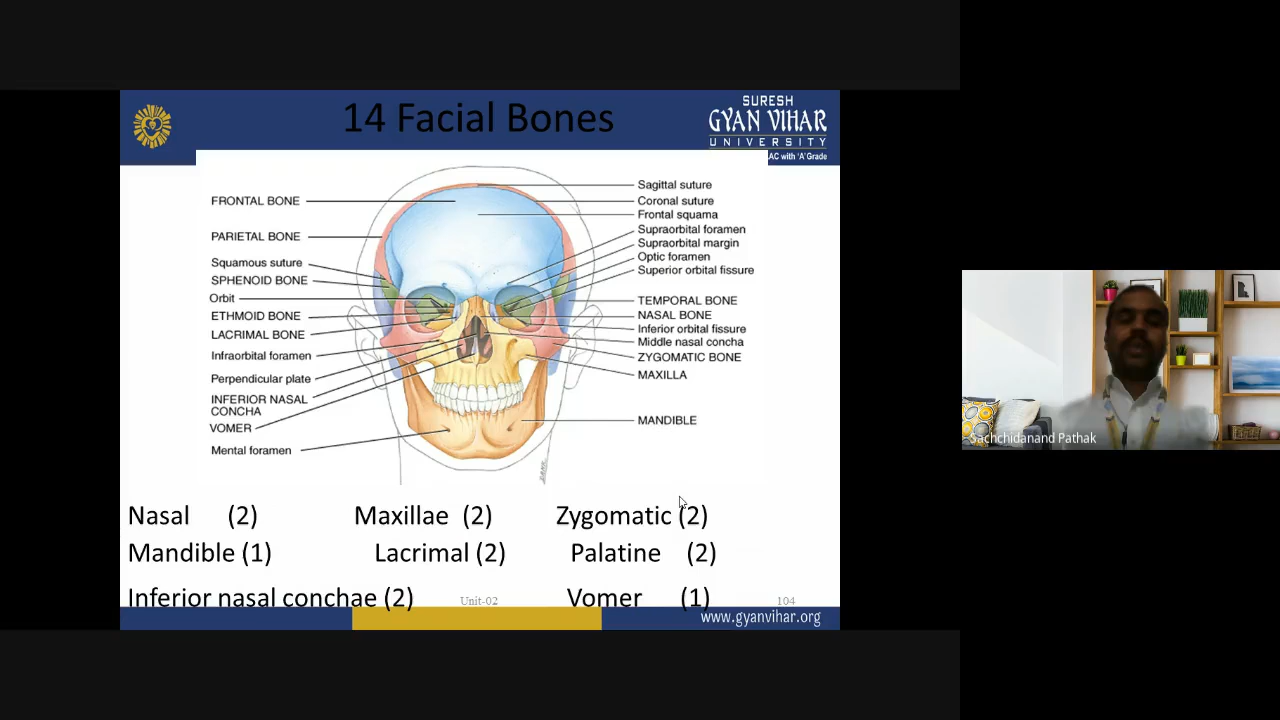 14 Facial Bones
SURESH
GYAN VIHAR
UNIVERSITY
AC with 'A' Grade
FRONTAL BONE
PARIETAL BONE
Squamous suture
SPHENOID BONE
Orbit
ETHMOID BONE
LACRIMAL BONE
Infraorbital foramen
Perpendicular plate
INFERIOR NASAL
CONCHA
VOMER
Mental foramen
Sagittal suture
Coronal suture
Frontal squama
Supraorbital foramen
Supraorbital margin
Optic foramen
Superior orbital fissure
TEMPORAL BONE
NASAL BONE
Inferior orbital fissure
Middle nasal concha
ZYGOMATIC BONE
MAXILLA
MANDIBLE
Nasal (2) Maxillae (2) Zygomatic (2)
Mandible (1) Lacrimal (2) Palatine (2)
Inferior nasal conchae (2) Vomer (1)
Unit-02 104
www.gyanvihar.org
Sachchidanand Pathak